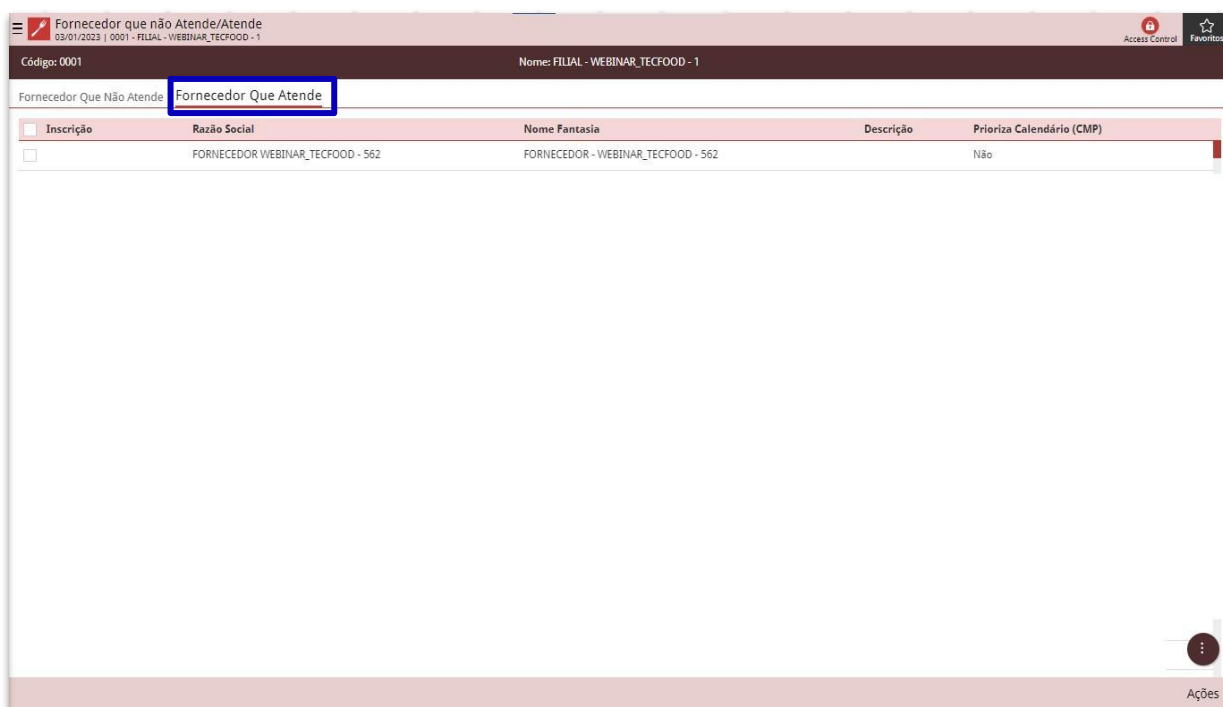 Fornecedor que não Atende/Atende
03/01/2023 | 0001 - FILIAL - WEBINAR_TECFOOD - 1
Access Control
Favoritos
Código: 0001 Nome: FILIAL - WEBINAR_TECFOOD - 1
Fornecedor Que Não Atende Fornecedor Que Atende
Inscrição Razão Social Nome Fantasia Descrição Prioriza Calendário (CMP)
FORNECEDOR WEBINAR_TECFOOD - 562 FORNECEDOR - WEBINAR_TECFOOD - 562 Não
Ações